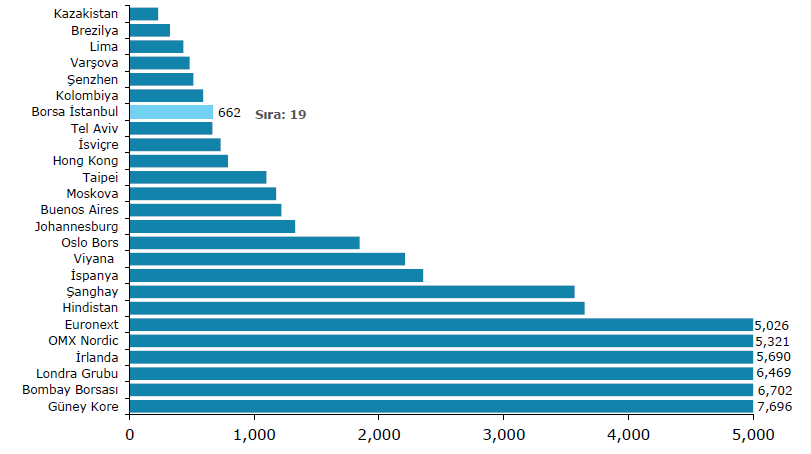 Kazakistan
Brezilya
Lima
Varşova
Şenzhen
Kolombiya
Borsa İstanbul 662 Sıra: 19
Tel Aviv
İsviçre
Hong Kong
Taipei
Moskova
Buenos Aires
Johannesburg
Oslo Bors
Viyana
İspanya
Şanghay
Hindistan
Euronext 5,026
OMX Nordic 5,321
İrlanda 5,690
Londra Grubu 6,469
Bombay Borsası 6,702
Güney Kore 7,696
0 1,000 2,000 3,000 4,000 5,000